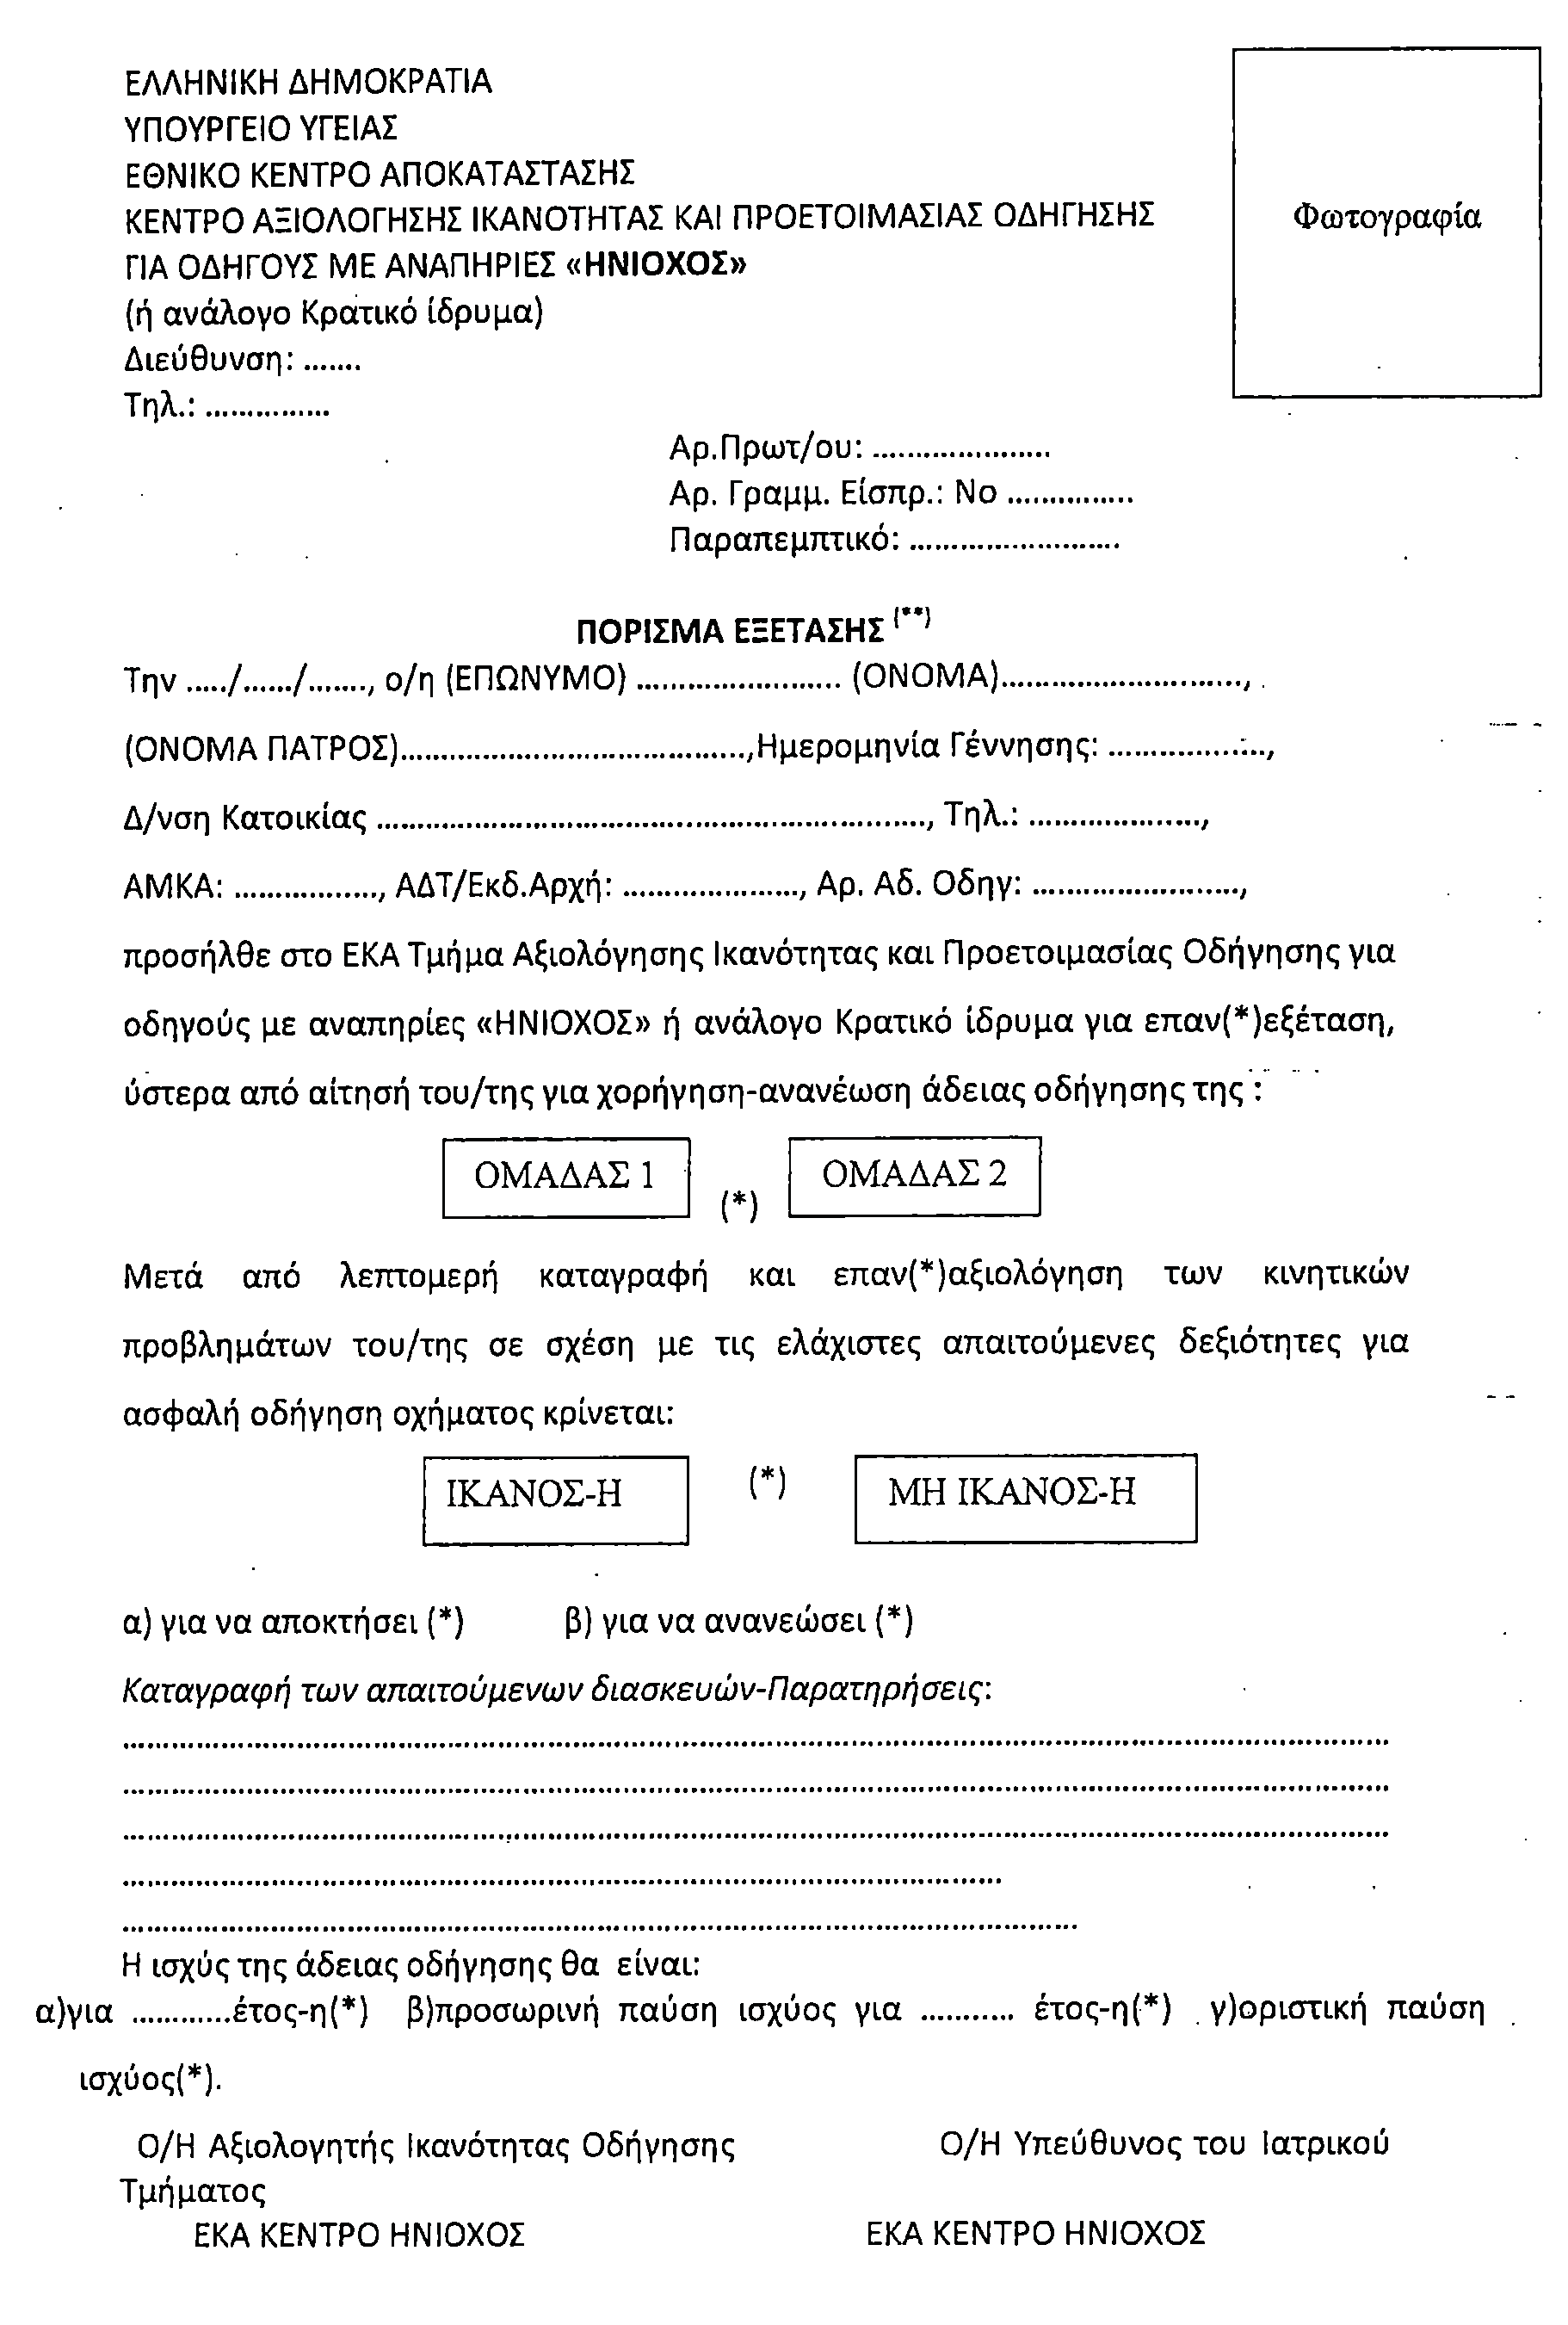 ΕΛΛΗΝΙΚΗ ΔΗΜΟΚΡΑΤΙΑ
ΥΠΟΥΡΓΕΙΟ ΥΓΕΙΑΣ
ΕΘΝΙΚΟ ΚΕΝΤΡΟ ΑΠΟΚΑΤΑΣΤΑΣΗΣ
ΚΕΝΤΡΟ ΑΞΙΟΛΟΓΗΣΗΣ ΙΚΑΝΟΤΗΤΑΣ ΚΑΙ ΠΡΟΕΤΟΙΜΑΣΙΑΣ ΟΔΗΓΗΣΗΣ
ΓΙΑ ΟΔΗΓΟΥΣ ΜΕ ΑΝΑΠΗΡΙΕΣ «ΗΝΙΟΧΟΣ»
(ή ανάλογο Κρατικό ίδρυμα)
Διεύθυνση: .......
Τηλ.: ...............
Φωτογραφία
Αρ.Πρωτ/ου: ......................
Αρ. Γραμμ. Είσπρ.: Νο ...............
Παραπεμπτικό: ..........................
ΠΟΡΙΣΜΑ ΕΞΕΤΑΣΗΣ (**)
Την ...../....../......., ο/η (ΕΠΩΝΥΜΟ) ......................... (ΟΝΟΜΑ).............................,
(ΟΝΟΜΑ ΠΑΤΡΟΣ)..........................................,Ημερομηνία Γέννησης: ...................,
Δ/νση Κατοικίας ..................................................................., Τηλ.: .....................,
ΑΜΚΑ: .................., ΑΔΤ/Εκδ.Αρχή: ......................, Αρ. Αδ. Οδηγ: .........................,
προσήλθε στο ΕΚΑ Τμήμα Αξιολόγησης Ικανότητας και Προετοιμασίας Οδήγησης για
οδηγούς με αναπηρίες «ΗΝΙΟΧΟΣ» ή ανάλογο Κρατικό ίδρυμα για επαν(*)εξέταση,
ύστερα από αίτησή του/της για χορήγηση-ανανέωση άδειας οδήγησης της :
ΟΜΑΔΑΣ 1 (*) ΟΜΑΔΑΣ 2
Μετά από λεπτομερή καταγραφή και επαν(*)αξιολόγηση των κινητικών
προβλημάτων του/της σε σχέση με τις ελάχιστες απαιτούμενες δεξιότητες για
ασφαλή οδήγηση οχήματος κρίνεται:
ΙΚΑΝΟΣ-Η (*) ΜΗ ΙΚΑΝΟΣ-Η
α) για να αποκτήσει (*) β) για να ανανεώσει (*)
Καταγραφή των απαιτούμενων διασκευών-Παρατηρήσεις:
..........................................................................................................................................................
..........................................................................................................................................................
..........................................................................................................................................................
...........................................................................................................
....................................................................................................................
Η ισχύς της άδειας οδήγησης θα είναι:
α)για ............έτος-η(*) β)προσωρινή παύση ισχύος για ........... έτος-η(*) γ)οριστική παύση
ισχύος(*).
Ο/Η Αξιολογητής Ικανότητας Οδήγησης Ο/Η Υπεύθυνος του Ιατρικού
Τμήματος
ΕΚΑ ΚΕΝΤΡΟ ΗΝΙΟΧΟΣ ΕΚΑ ΚΕΝΤΡΟ ΗΝΙΟΧΟΣ